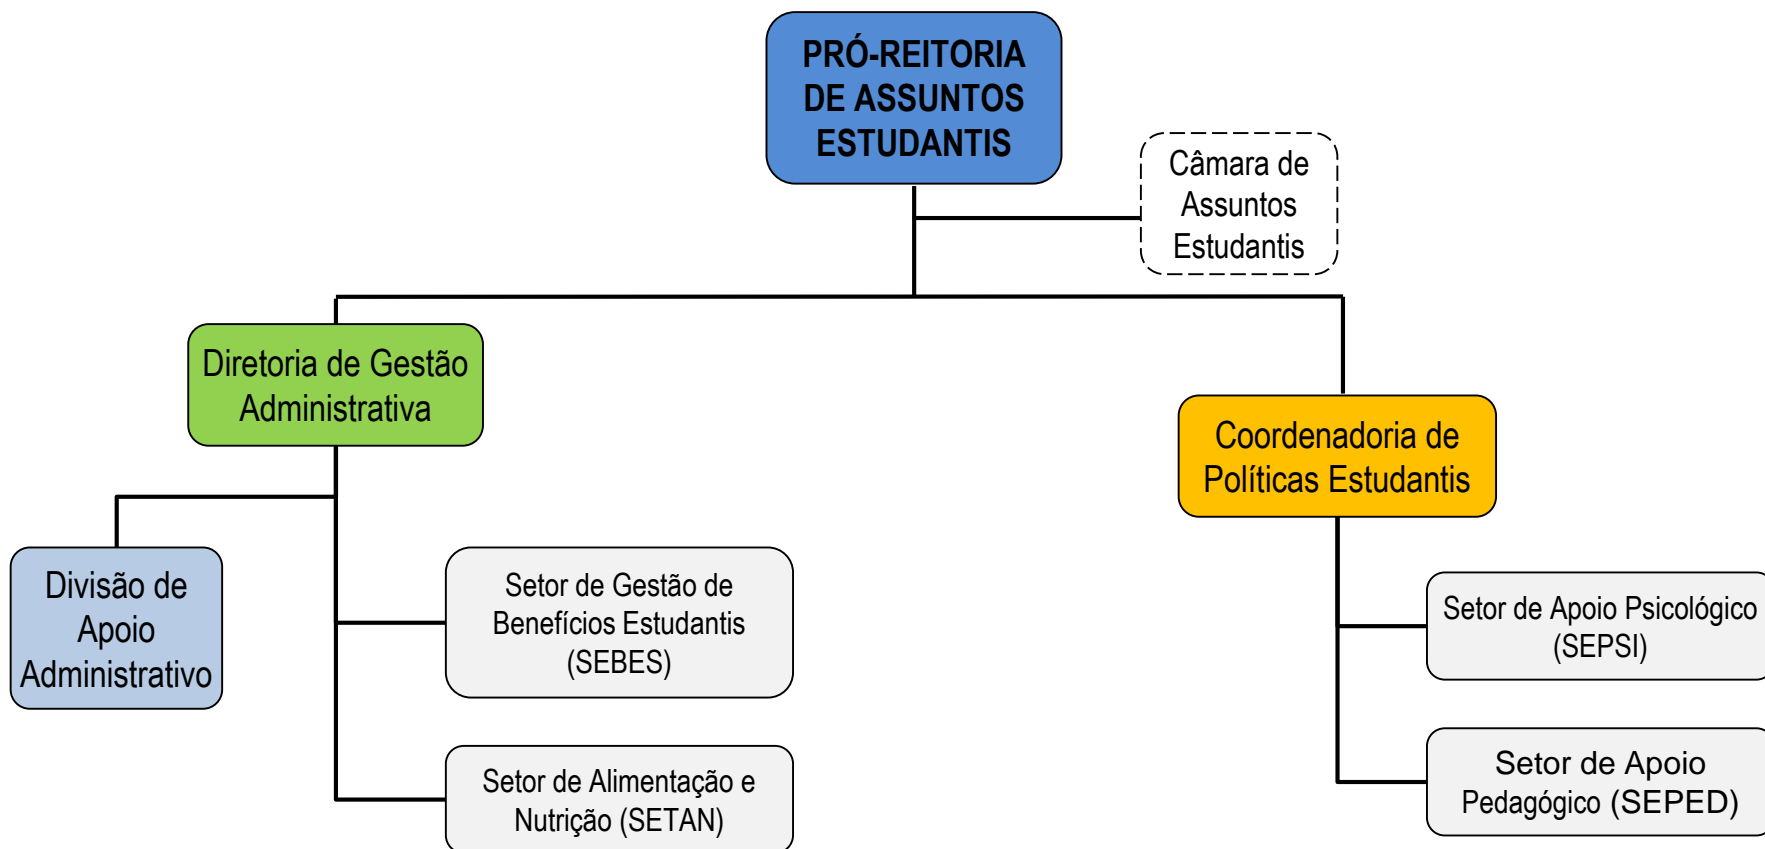 PRÓ-REITORIA
DE ASSUNTOS
ESTUDANTIS
Câmara de
Assuntos
Estudantis
Diretoria de Gestão
Administrativa
Coordenadoria de
Políticas Estudantis
Divisão de
Apoio
Administrativo
Setor de Gestão de
Benefícios Estudantis
(SEBES)
Setor de Apoio Psicológico
(SEPSI)
Setor de Alimentação e
Nutrição (SETAN)
Setor de Apoio
Pedagógico (SEPED)